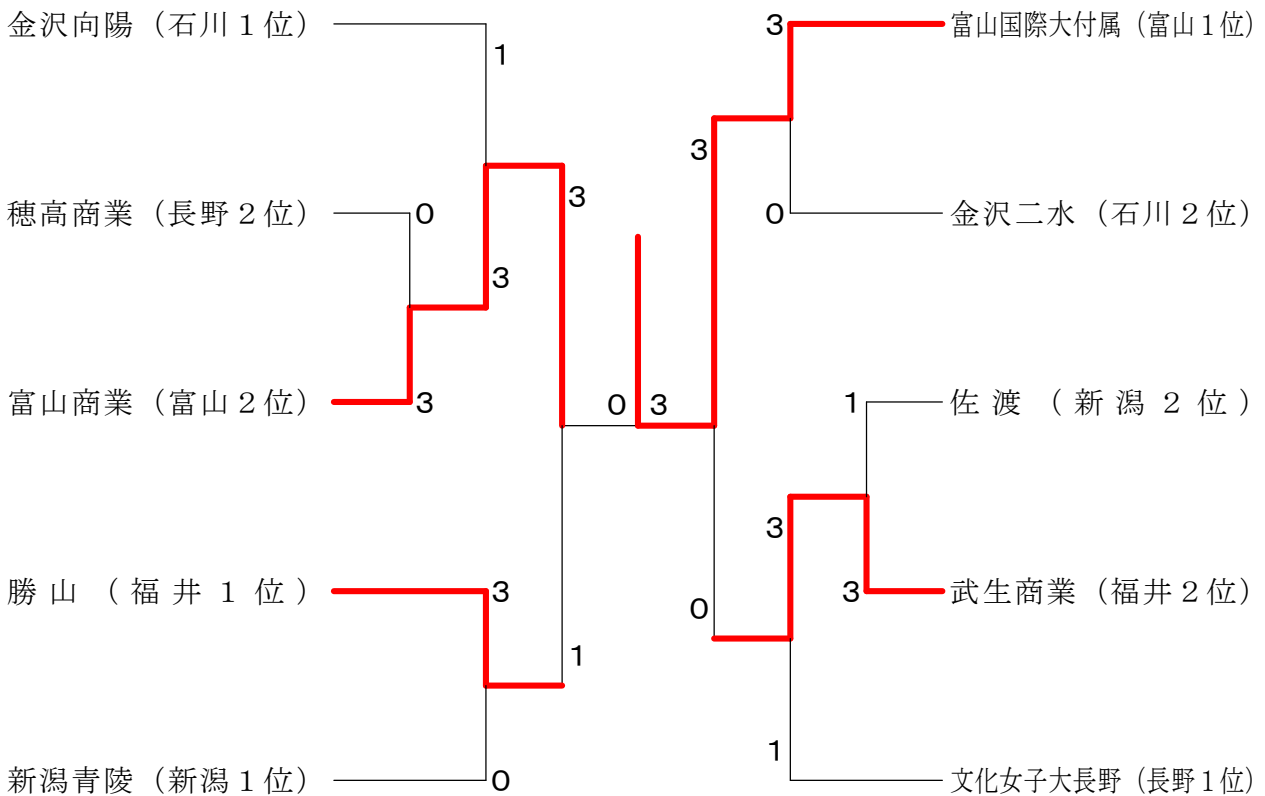 金沢向陽（石川１位）
1
穂高商業（長野２位）
0
3
3
富山商業（富山２位）
3
勝山（福井１位）
3
1
新潟青陵（新潟１位）
0
0 3
3
富山国際大付属（富山１位）
3
0
金沢二水（石川２位）
1
佐渡（新潟２位）
3
3
武生商業（福井２位）
0
1
文化女子大長野（長野１位）